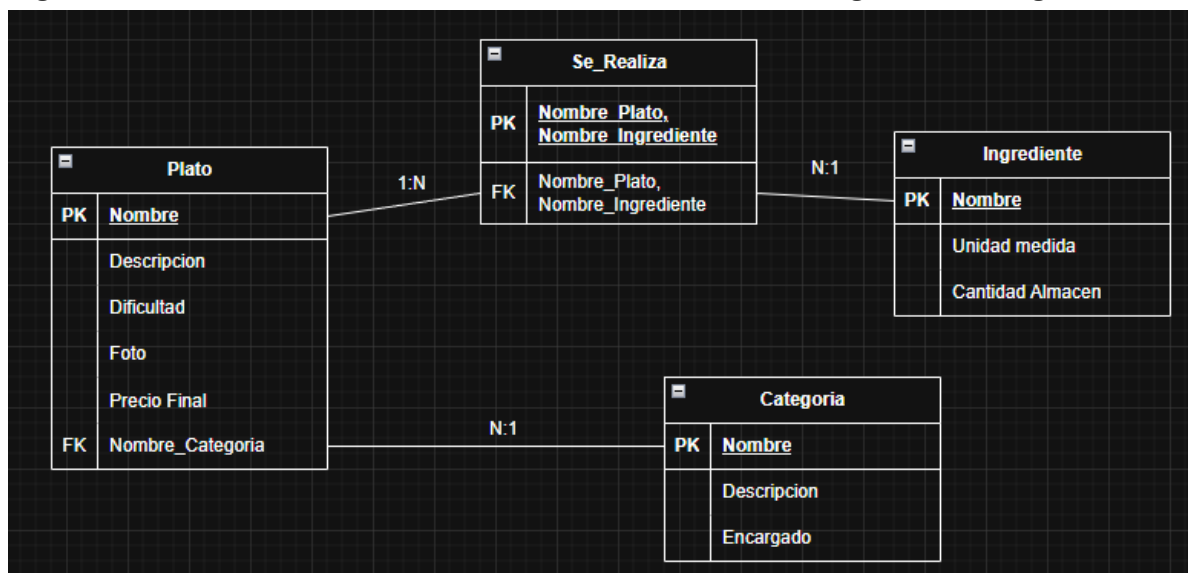 Se_Realiza
PK
Nombre_Plato,
Nombre_Ingrediente
FK
Nombre_Plato,
Nombre_Ingrediente
1:N
N:1
Plato
PK Nombre
Descripcion
Dificultad
Foto
Precio Final
FK Nombre_Categoria
Ingrediente
PK Nombre
Unidad medida
Cantidad Almacen
N:1
Categoria
PK Nombre
Descripcion
Encargado